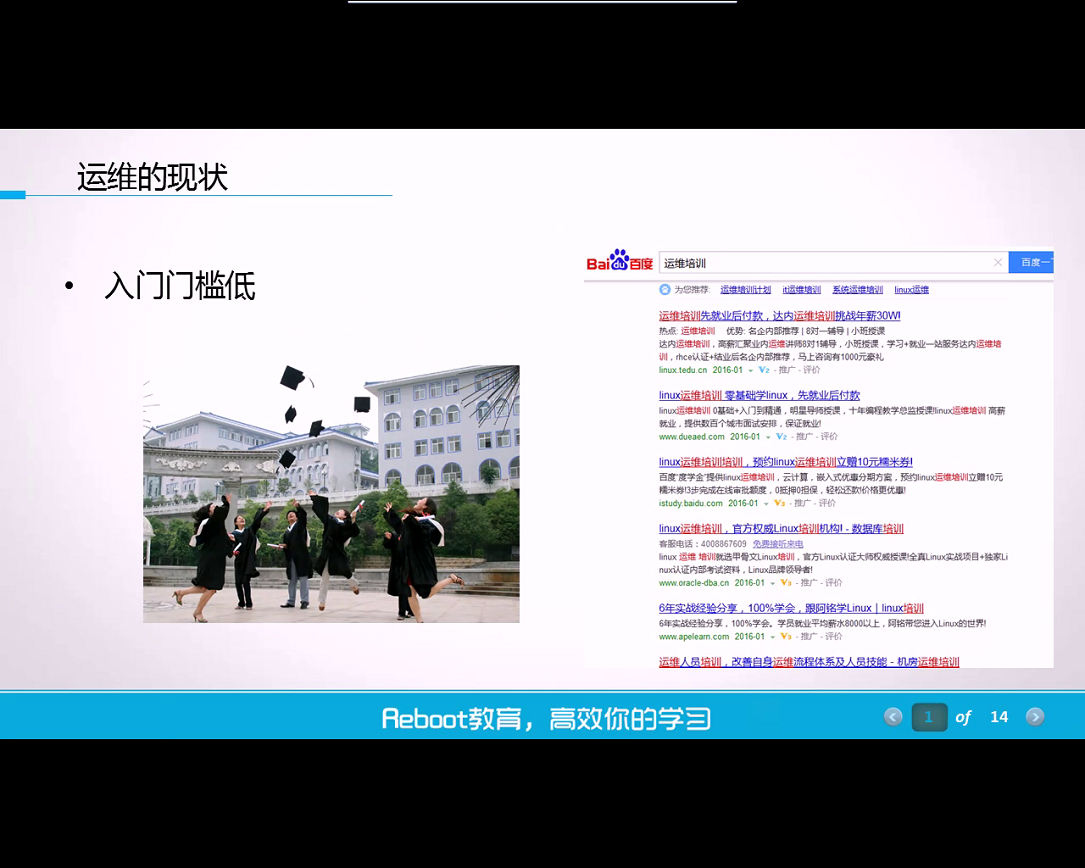 运维的现状
• 入门门槛低
Bai du 百度
运维培训
百度一下
为您推荐: 运维培训计划 it运维培训 系统运维培训 linux运维
运维培训先就业后付款，达内运维培训挑战年薪30W!
热点: 运维培训 优势: 名企内部推荐 | 8对一辅导 | 小班授课
达内运维培训，高薪汇聚业内运维讲师8对1辅导，小班授课，学习+就业一站服务达内运维培
训，rhce认证+结业后名企内部推荐，马上咨询有1000元豪礼
linux.tedu.cn 2016-01 V2 - 推广 - 评价
linux运维培训 零基础学linux，先就业后付款
linux运维培训 0基础+入门到精通，明星导师授课，十年编程教学总监授课!linux运维培训 高薪
就业，提供数百个城市面试安排，保证就业!
www.dueaed.com 2016-01 V2 - 推广 - 评价
linux运维培训培训，预约linux运维培训立赠10元糯米券!
百度"度学金"提供linux运维培训，云计算，嵌入式优惠分期方案，预约linux运维培训立赠10元
糯米券!3步完成在线审批额度，0抵押0担保，轻松还款!价格更优惠!
istudy.baidu.com 2016-01 V3 - 推广 - 评价
linux运维培训，官方权威Linux培训机构! - 数据库培训
客服电话：4008867609 免费接听来电
linux 运维 培训就选甲骨文Linux培训，官方Linux认证大师权威授课!全真Linux实战项目+独家Li
nux认证内部考试资料，Linux品牌领导者!
www.oracle-dba.cn 2016-01 V3 - 推广 - 评价
6年实战经验分享，100%学会，跟阿铭学Linux｜linux培训
6年实战经验分享，100%学会。学员就业平均薪水8000以上，阿铭带您进入Linux的世界!
www.apelearn.com 2016-01 V3 - 推广 - 评价
运维人员培训，改善自身运维流程体系及人员技能 - 机房运维培训
Reboot教育，高效你的学习
1 of 14